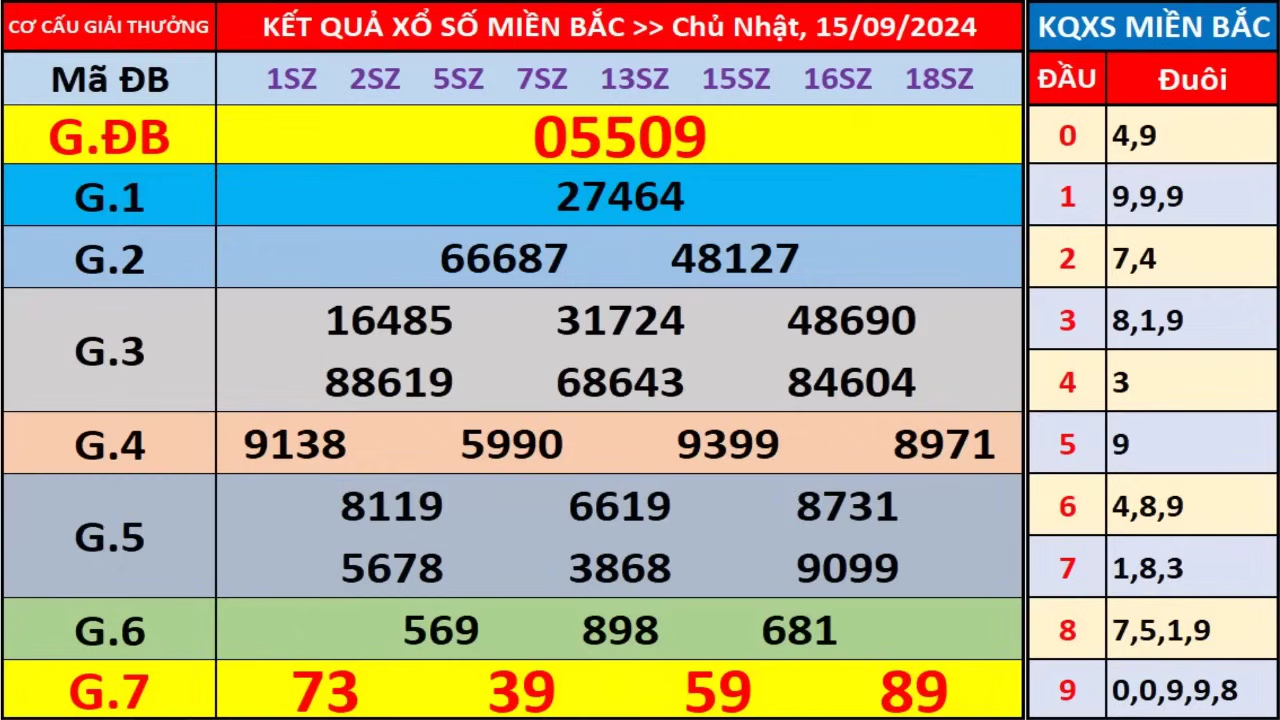 CƠ CẤU GIẢI THƯỞNG KẾT QUẢ XỔ SỐ MIỀN BẮC >> Chủ Nhật, 15/09/2024
Mã ĐB 1SZ 2SZ 5SZ 7SZ 13SZ 15SZ 16SZ 18SZ
G.ĐB 05509
G.1 27464
G.2 66687 48127
G.3 16485 31724 48690
88619 68643 84604
G.4 9138 5990 9399 8971
G.5 8119 6619 8731
5678 3868 9099
G.6 569 898 681
G.7 73 39 59 89
KQXS MIỀN BẮC
ĐẦU Đuôi
0 4,9
1 9,9,9
2 7,4
3 8,1,9
4 3
5 9
6 4,8,9
7 1,8,3
8 7,5,1,9
9 0,0,9,9,8